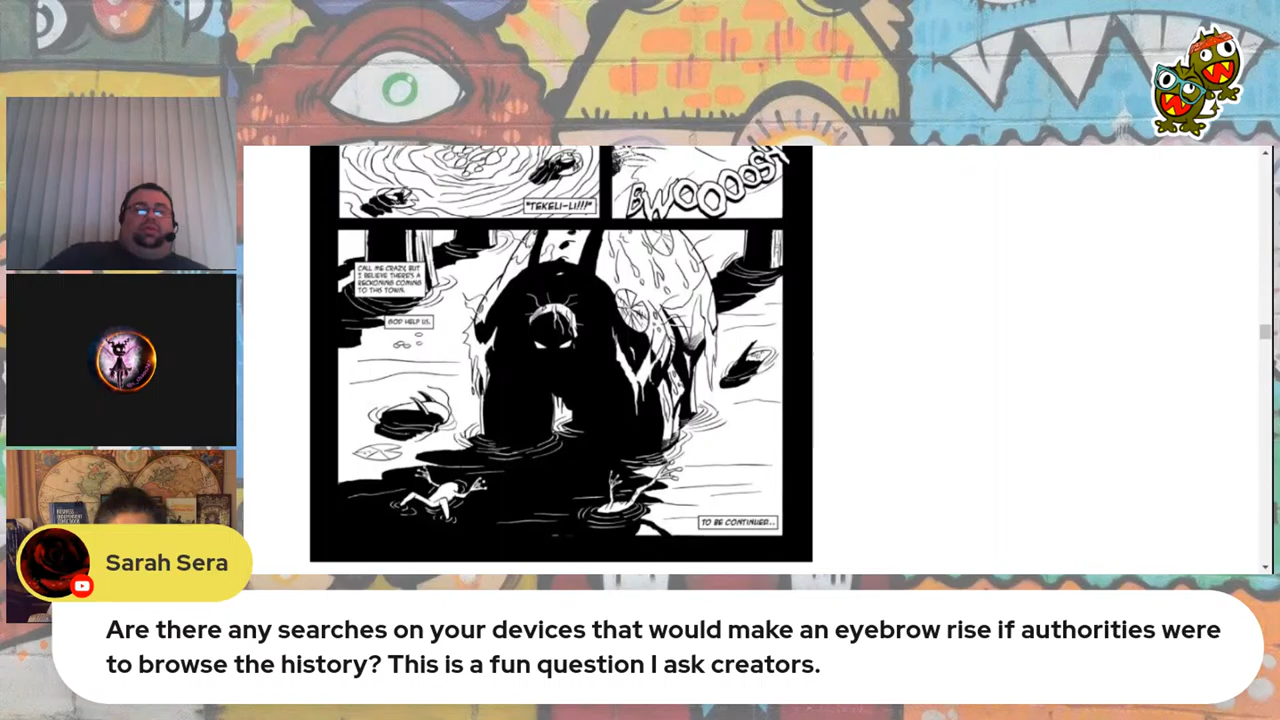 "TEKELI-LI!!!"
BWOOOOSH
CALL ME CRAZY, BUT
I BELIEVE THERE'S A
RECKONING COMING
TO THIS TOWN.
GOD HELP US.
TO BE CONTINUED...
Sarah Sera
Are there any searches on your devices that would make an eyebrow rise if authorities were
to browse the history? This is a fun question I ask creators.